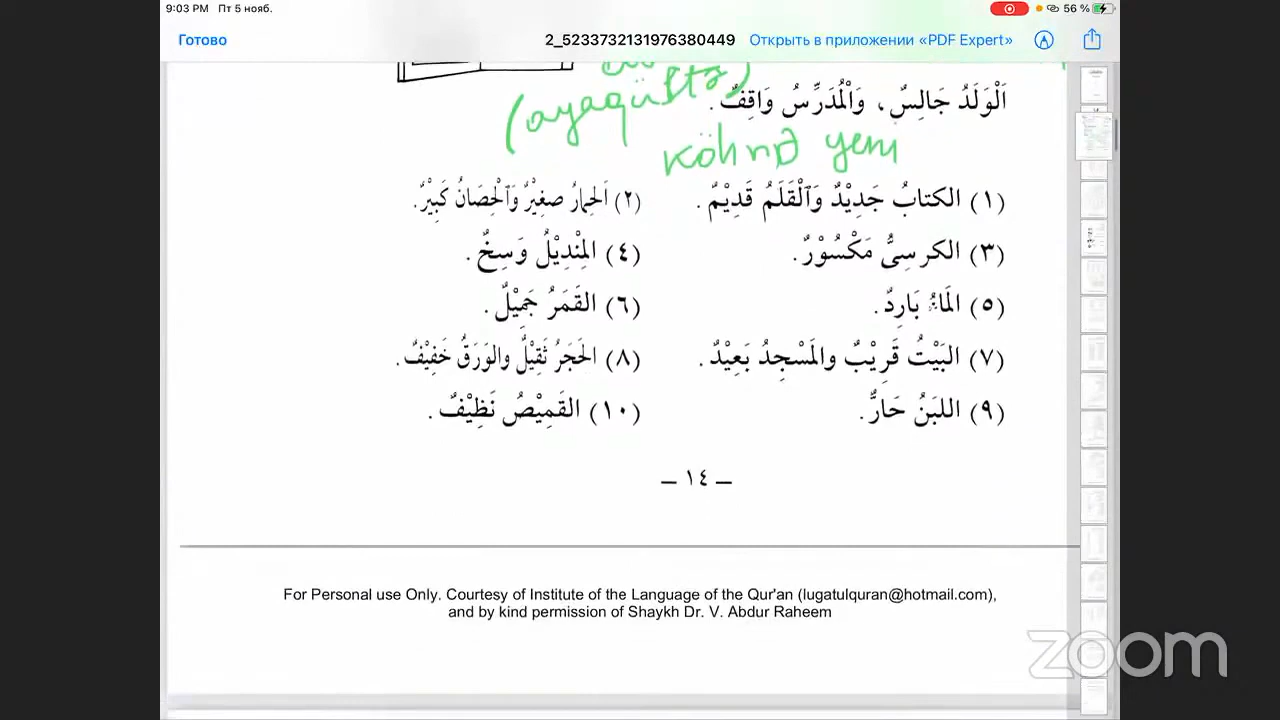 9:03 PM Пт 5 нояб.
56 %
Готово
2_5233732131976380449
Открыть в приложении «PDF Expert»
(ayaqüstə)
اَلْوَلَدُ جَالِسٌ، وَالْمُدَرِّسُ وَاقِفٌ.
köhnə yeni
(١) الكتابُ جَدِيْدٌ وَالْقَلَمُ قَدِيْمٌ.
(٢) اَلحِمارُ صغِيْرٌ وَالْحِصَانُ كَبِيْرٌ.
(٣) الكرسِىُّ مَكْسُوْرٌ.
(٤) المِنْدِيْلُ وَسِخٌ.
(٥) المَاءُ بَارِدٌ.
(٦) القَمَرُ جَمِيْلٌ.
(٧) البَيْتُ قَرِيْبٌ والمَسْجِدُ بَعِيْدٌ.
(٨) الحَجَرُ ثَقِيْلٌ والوَرَقُ خَفِيْفٌ.
(٩) اللبَنُ حَارٌّ.
(١٠) القَمِيْصُ نَظِيْفٌ.
– ١٤ –
For Personal use Only. Courtesy of Institute of the Language of the Qur'an (lugatulquran@hotmail.com),
and by kind permission of Shaykh Dr. V. Abdur Raheem
zoom